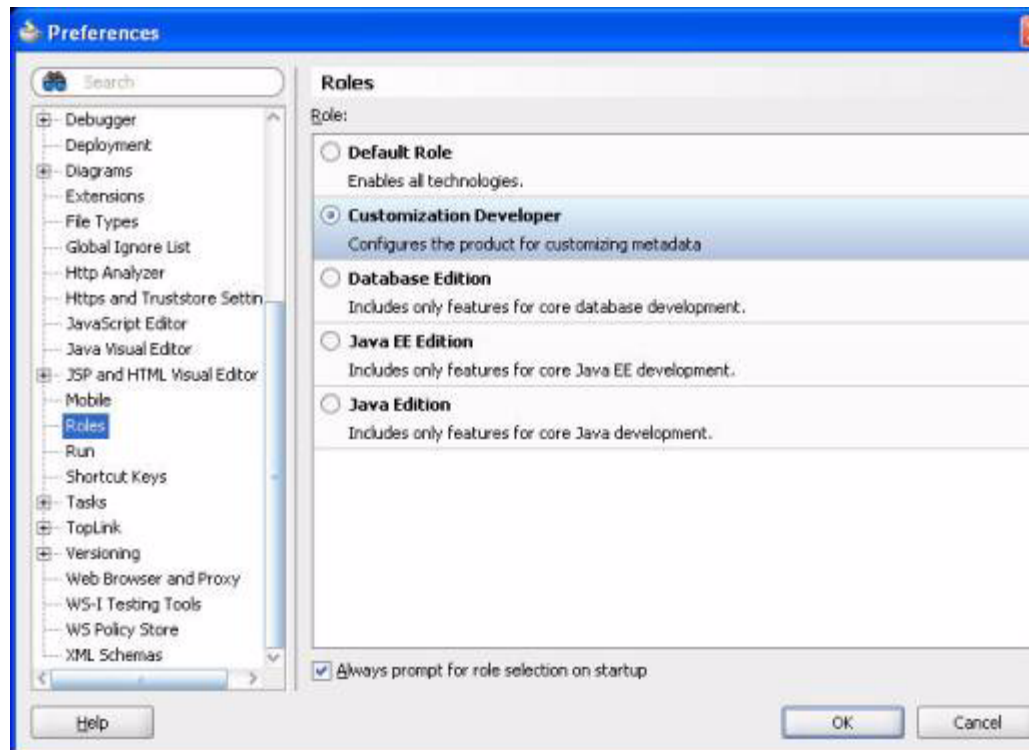 Preferences
Search
Debugger
Deployment
Diagrams
Extensions
File Types
Global Ignore List
Http Analyzer
Https and Truststore Settin
JavaScript Editor
Java Visual Editor
JSP and HTML Visual Editor
Mobile
Roles
Run
Shortcut Keys
Tasks
TopLink
Versioning
Web Browser and Proxy
WS-I Testing Tools
WS Policy Store
XML Schemas
Roles
Role:
Default Role
Enables all technologies.
Customization Developer
Configures the product for customizing metadata
Database Edition
Includes only features for core database development.
Java EE Edition
Includes only features for core Java EE development.
Java Edition
Includes only features for core Java development.
Always prompt for role selection on startup
Help
OK
Cancel